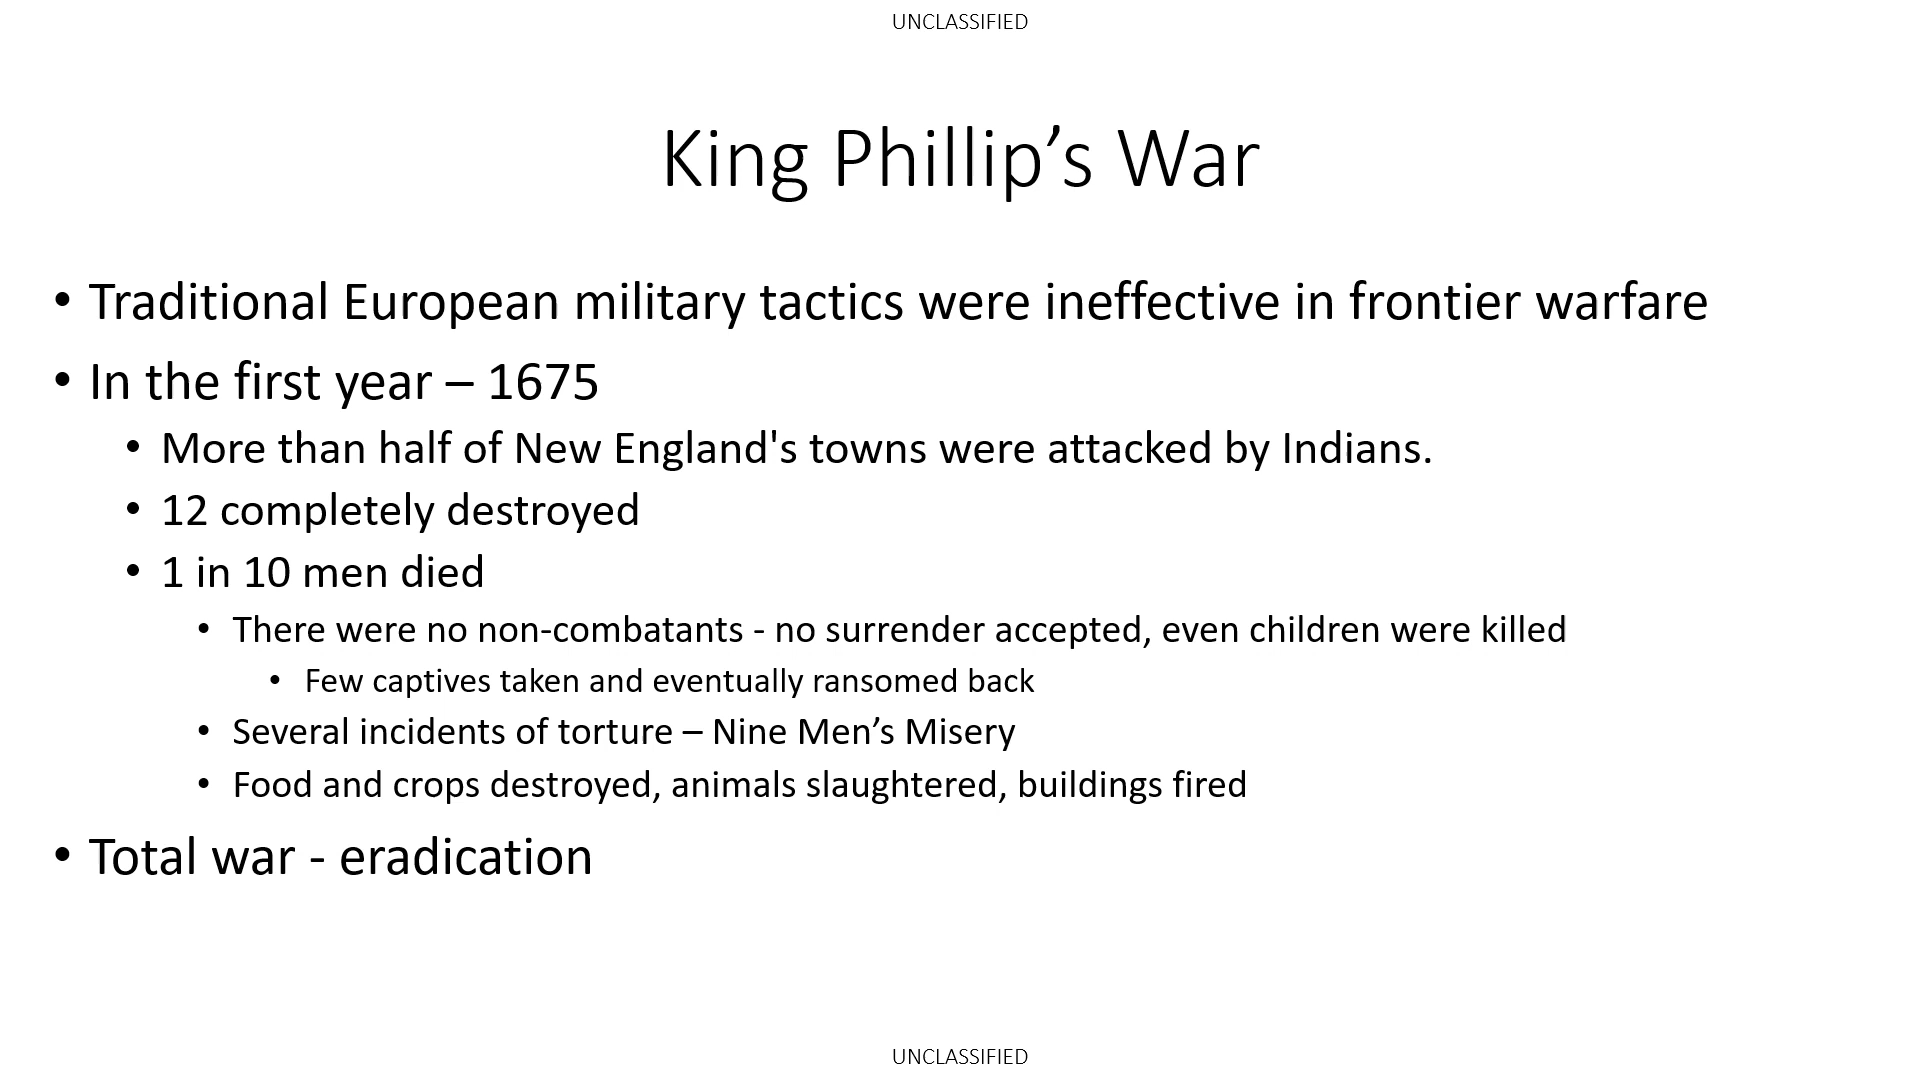 UNCLASSIFIED
King Phillip’s War
• Traditional European military tactics were ineffective in frontier warfare
• In the first year – 1675
• More than half of New England's towns were attacked by Indians.
• 12 completely destroyed
• 1 in 10 men died
• There were no non-combatants - no surrender accepted, even children were killed
• Few captives taken and eventually ransomed back
• Several incidents of torture – Nine Men’s Misery
• Food and crops destroyed, animals slaughtered, buildings fired
• Total war - eradication
UNCLASSIFIED